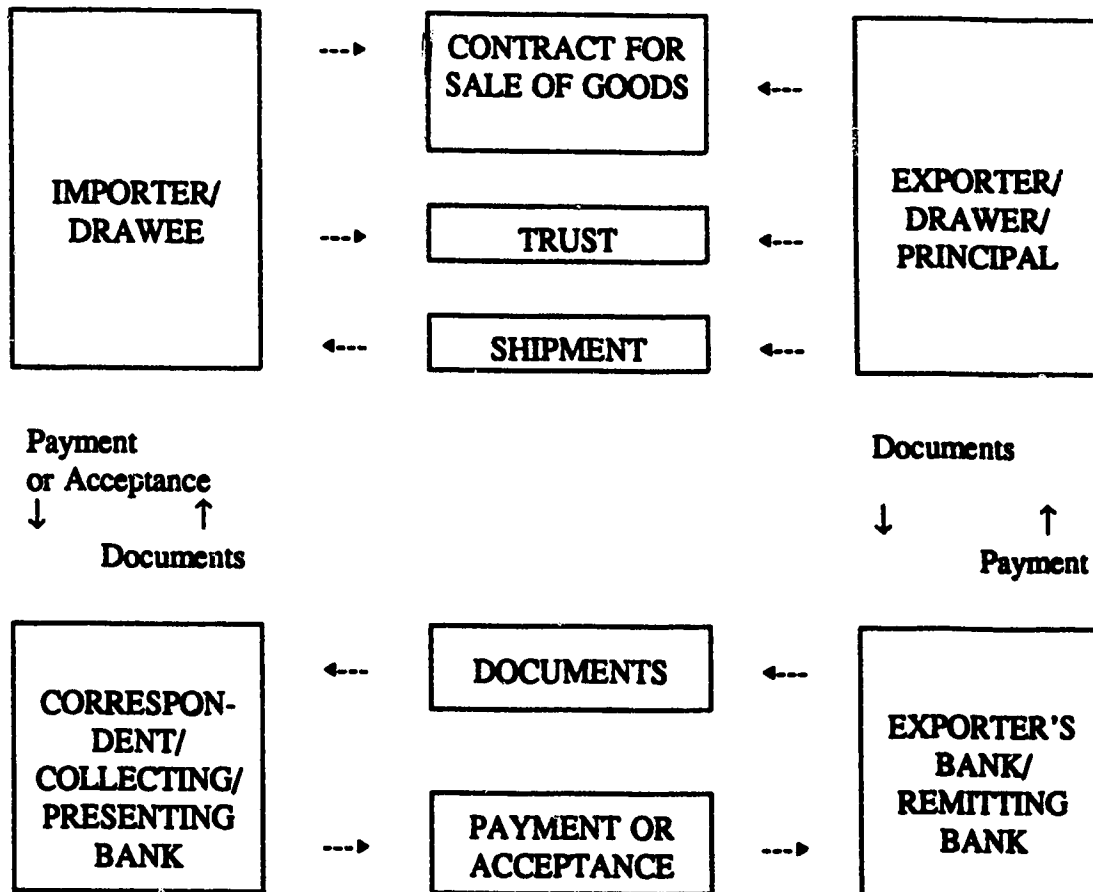 CONTRACT FOR
SALE OF GOODS
IMPORTER/
DRAWEE
TRUST
EXPORTER/
DRAWER/
PRINCIPAL
SHIPMENT
Payment
or Acceptance
Documents
Documents
Payment
CORRESPON-
DENT/
COLLECTING/
PRESENTING
BANK
DOCUMENTS
PAYMENT OR
ACCEPTANCE
EXPORTER'S
BANK/
REMITTING
BANK